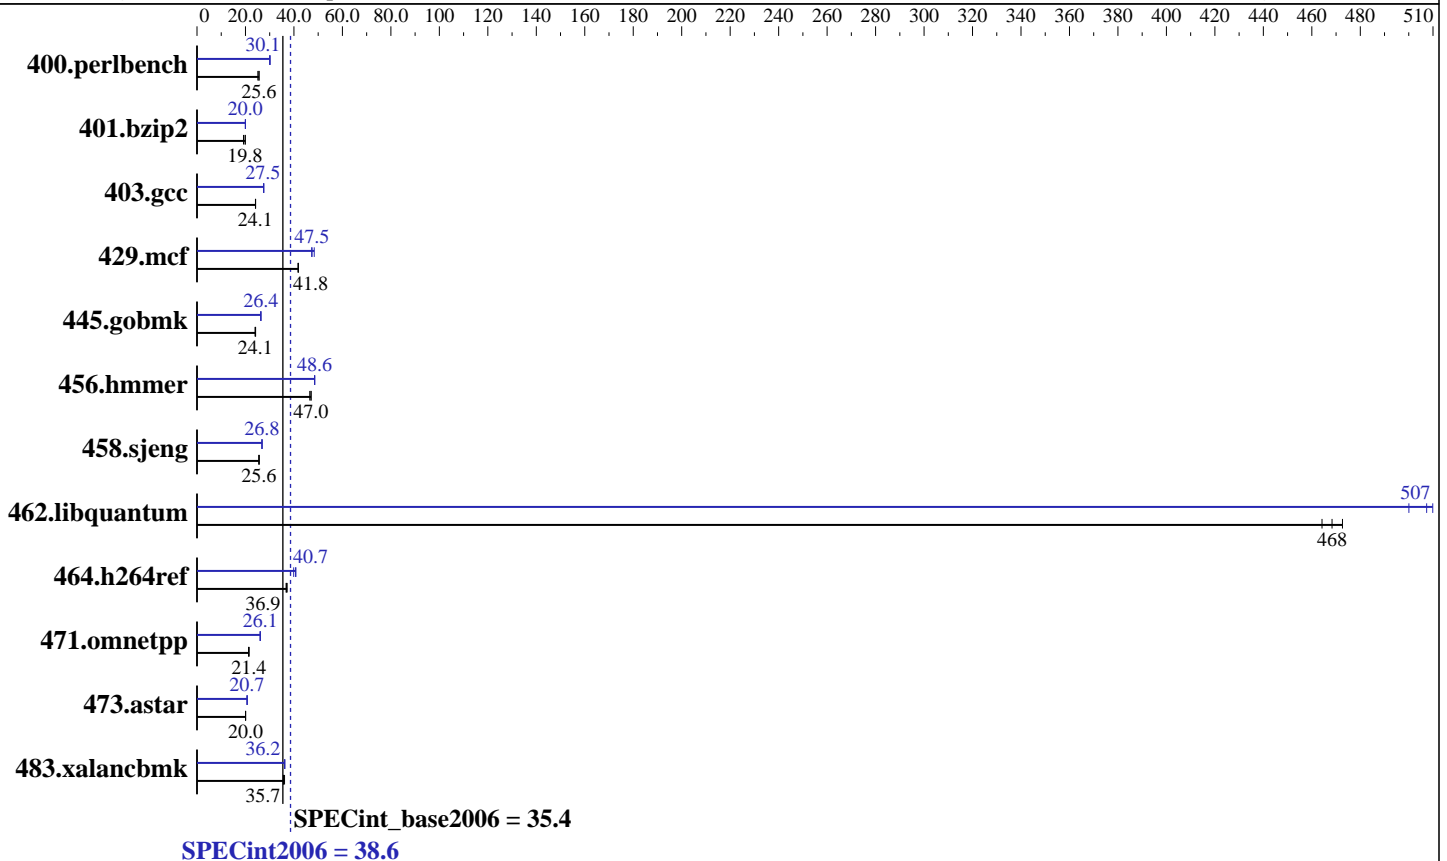 0 20.0 40.0 60.0 80.0 100 120 140 160 180 200 220 240 260 280 300 320 340 360 380 400 420 440 460 480 510
30.1
400.perlbench
25.6
20.0
401.bzip2
19.8
27.5
403.gcc
24.1
47.5
429.mcf
41.8
26.4
445.gobmk
24.1
48.6
456.hmmer
47.0
26.8
458.sjeng
25.6
507
462.libquantum
468
40.7
464.h264ref
36.9
26.1
471.omnetpp
21.4
20.7
473.astar
20.0
36.2
483.xalancbmk
35.7
SPECint_base2006 = 35.4
SPECint2006 = 38.6